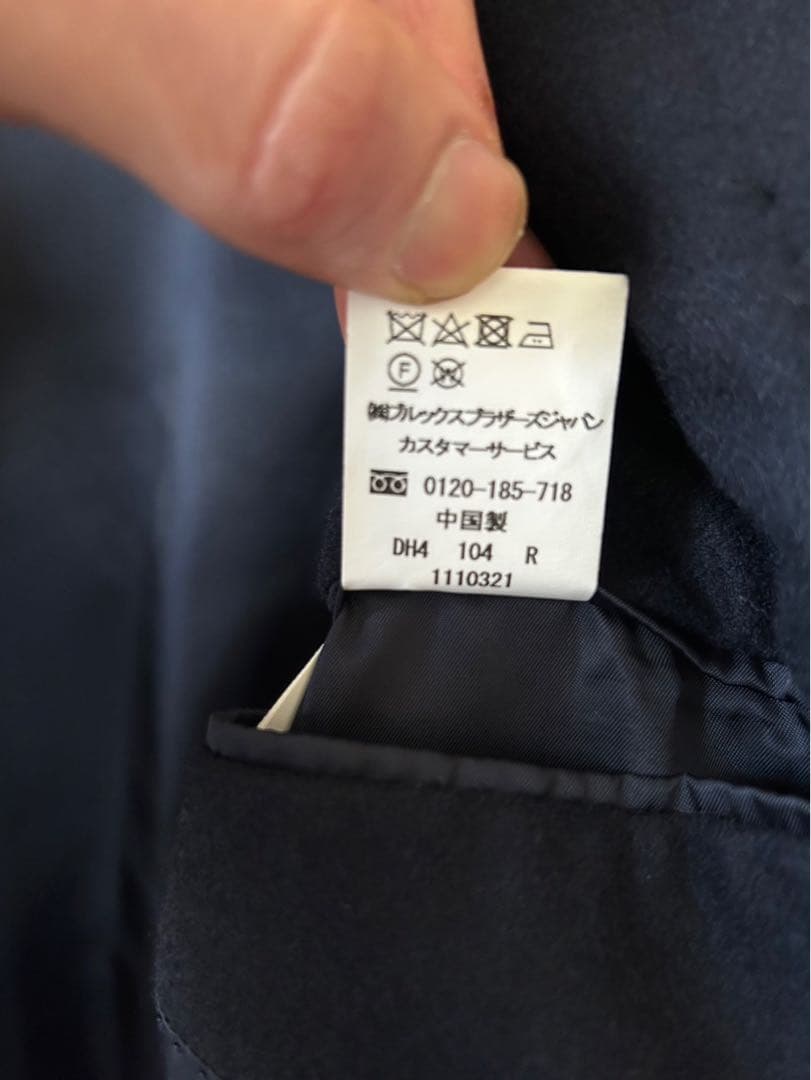 Ⓕ W
㈱ブルックスブラザーズジャパン
カスタマーサービス
0120-185-718
中国製
DH4 104 R
1110321